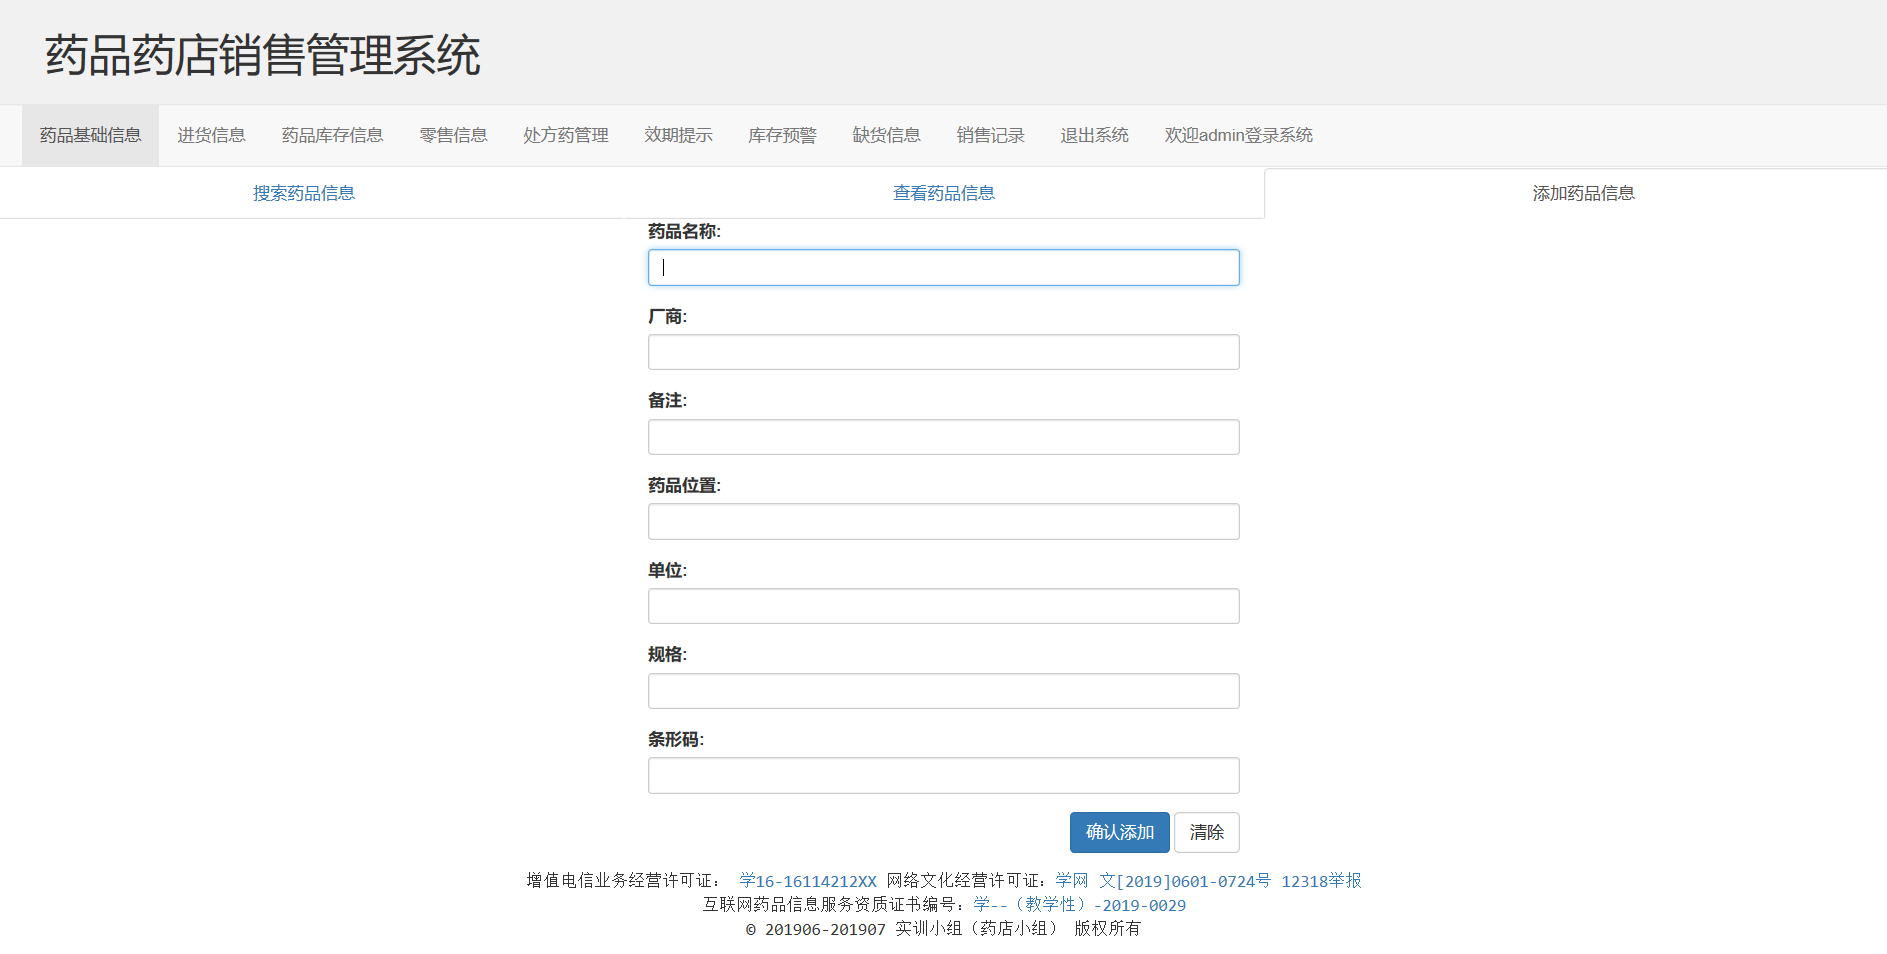 药品药店销售管理系统
药品基础信息 进货信息 药品库存信息 零售信息 处方药管理 效期提示 库存预警 缺货信息 销售记录 退出系统 欢迎admin登录系统
搜索药品信息 查看药品信息 添加药品信息
药品名称:
厂商:
备注:
药品位置:
单位:
规格:
条形码:
确认添加 清除
增值电信业务经营许可证： 学16-16114212XX 网络文化经营许可证：学网 文[2019]0601-0724号 12318举报
互联网药品信息服务资质证书编号：学--（教学性）-2019-0029
© 201906-201907 实训小组（药店小组） 版权所有